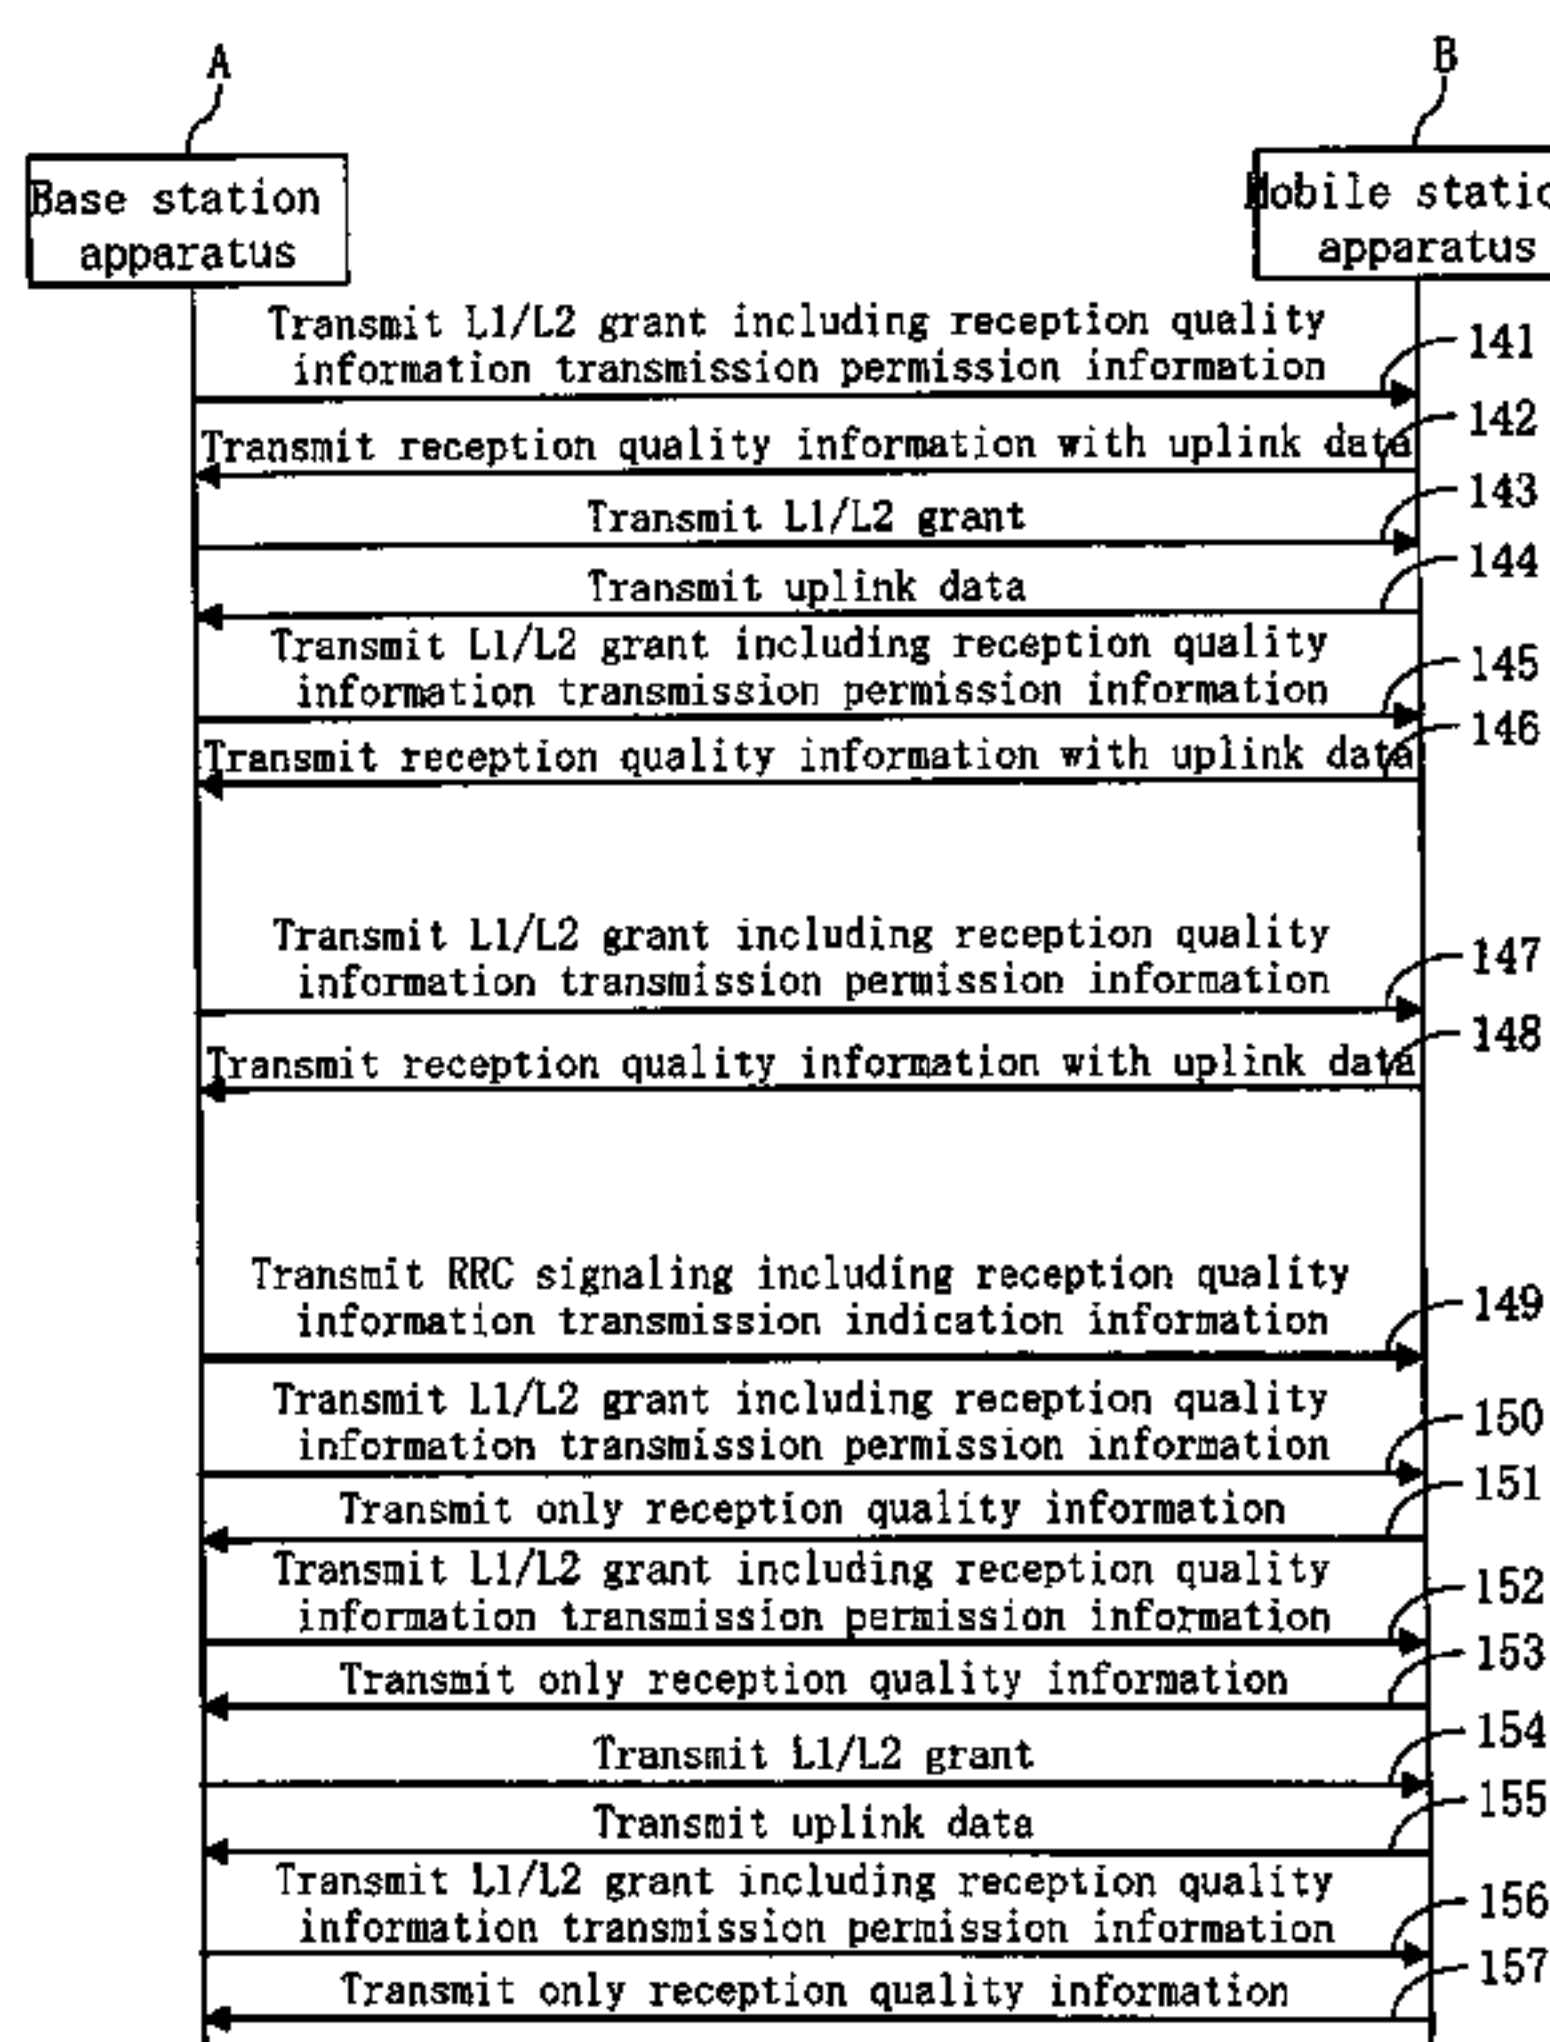 A
B
Base station
apparatus
Mobile statio
apparatus
Transmit L1/L2 grant including reception quality
information transmission permission information
141
Transmit reception quality information with uplink data
142
Transmit L1/L2 grant
143
Transmit uplink data
144
Transmit L1/L2 grant including reception quality
information transmission permission information
145
Transmit reception quality information with uplink data
146
Transmit L1/L2 grant including reception quality
information transmission permission information
147
Transmit reception quality information with uplink data
148
Transmit RRC signaling including reception quality
information transmission indication information
149
Transmit L1/L2 grant including reception quality
information transmission permission information
150
Transmit only reception quality information
151
Transmit L1/L2 grant including reception quality
information transmission permission information
152
Transmit only reception quality information
153
Transmit L1/L2 grant
154
Transmit uplink data
155
Transmit L1/L2 grant including reception quality
information transmission permission information
156
Transmit only reception quality information
157